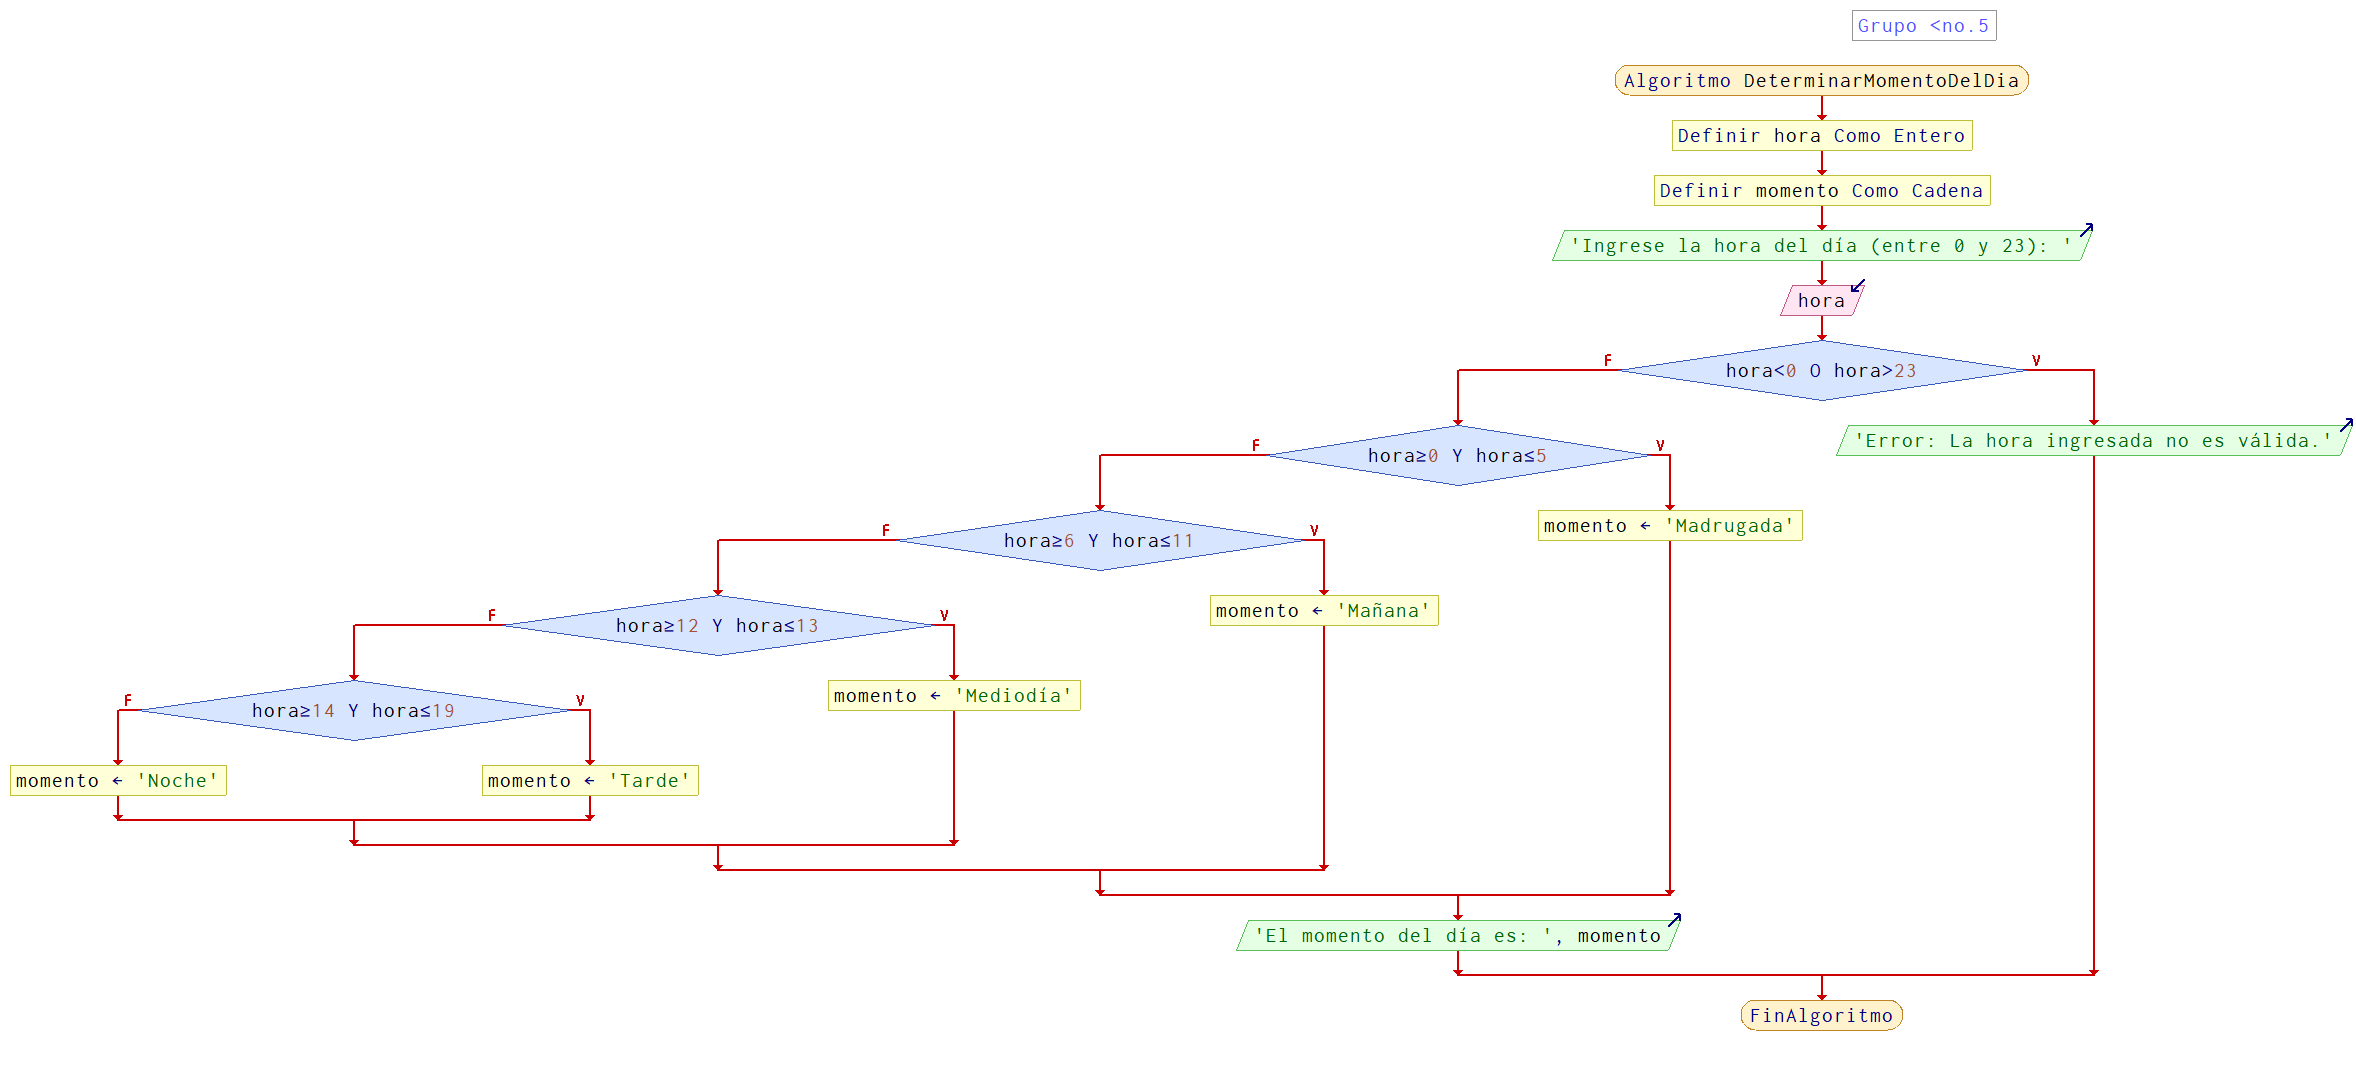 Grupo <no.5
Algoritmo DeterminarMomentoDelDia
Definir hora Como Entero
Definir momento Como Cadena
'Ingrese la hora del día (entre 0 y 23): '
hora
F
hora<0 O hora>23
V
'Error: La hora ingresada no es válida.'
F
hora≥0 Y hora≤5
V
momento ← 'Madrugada'
F
hora≥6 Y hora≤11
V
momento ← 'Mañana'
F
hora≥12 Y hora≤13
V
momento ← 'Mediodía'
F
hora≥14 Y hora≤19
V
momento ← 'Noche'
momento ← 'Tarde'
'El momento del día es: ', momento
FinAlgoritmo